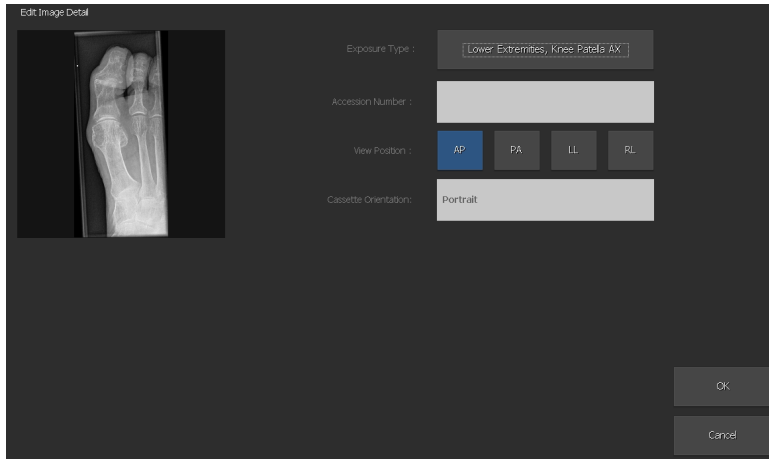 Edit Image Detail
Exposure Type :
Lower Extremities, Knee Patella AX
Accession Number :
View Position :
AP
PA
LL
RL
Cassette Orientation:
Portrait
OK
Cancel